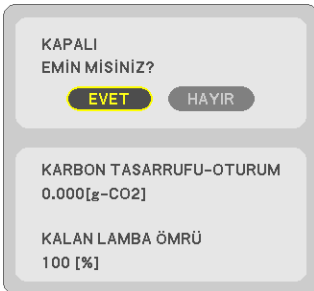 KAPALI
EMİN MİSİNİZ?
EVET HAYIR
KARBON TASARRUFU-OTURUM
0.000[g-CO2]
KALAN LAMBA ÖMRÜ
100 [%]